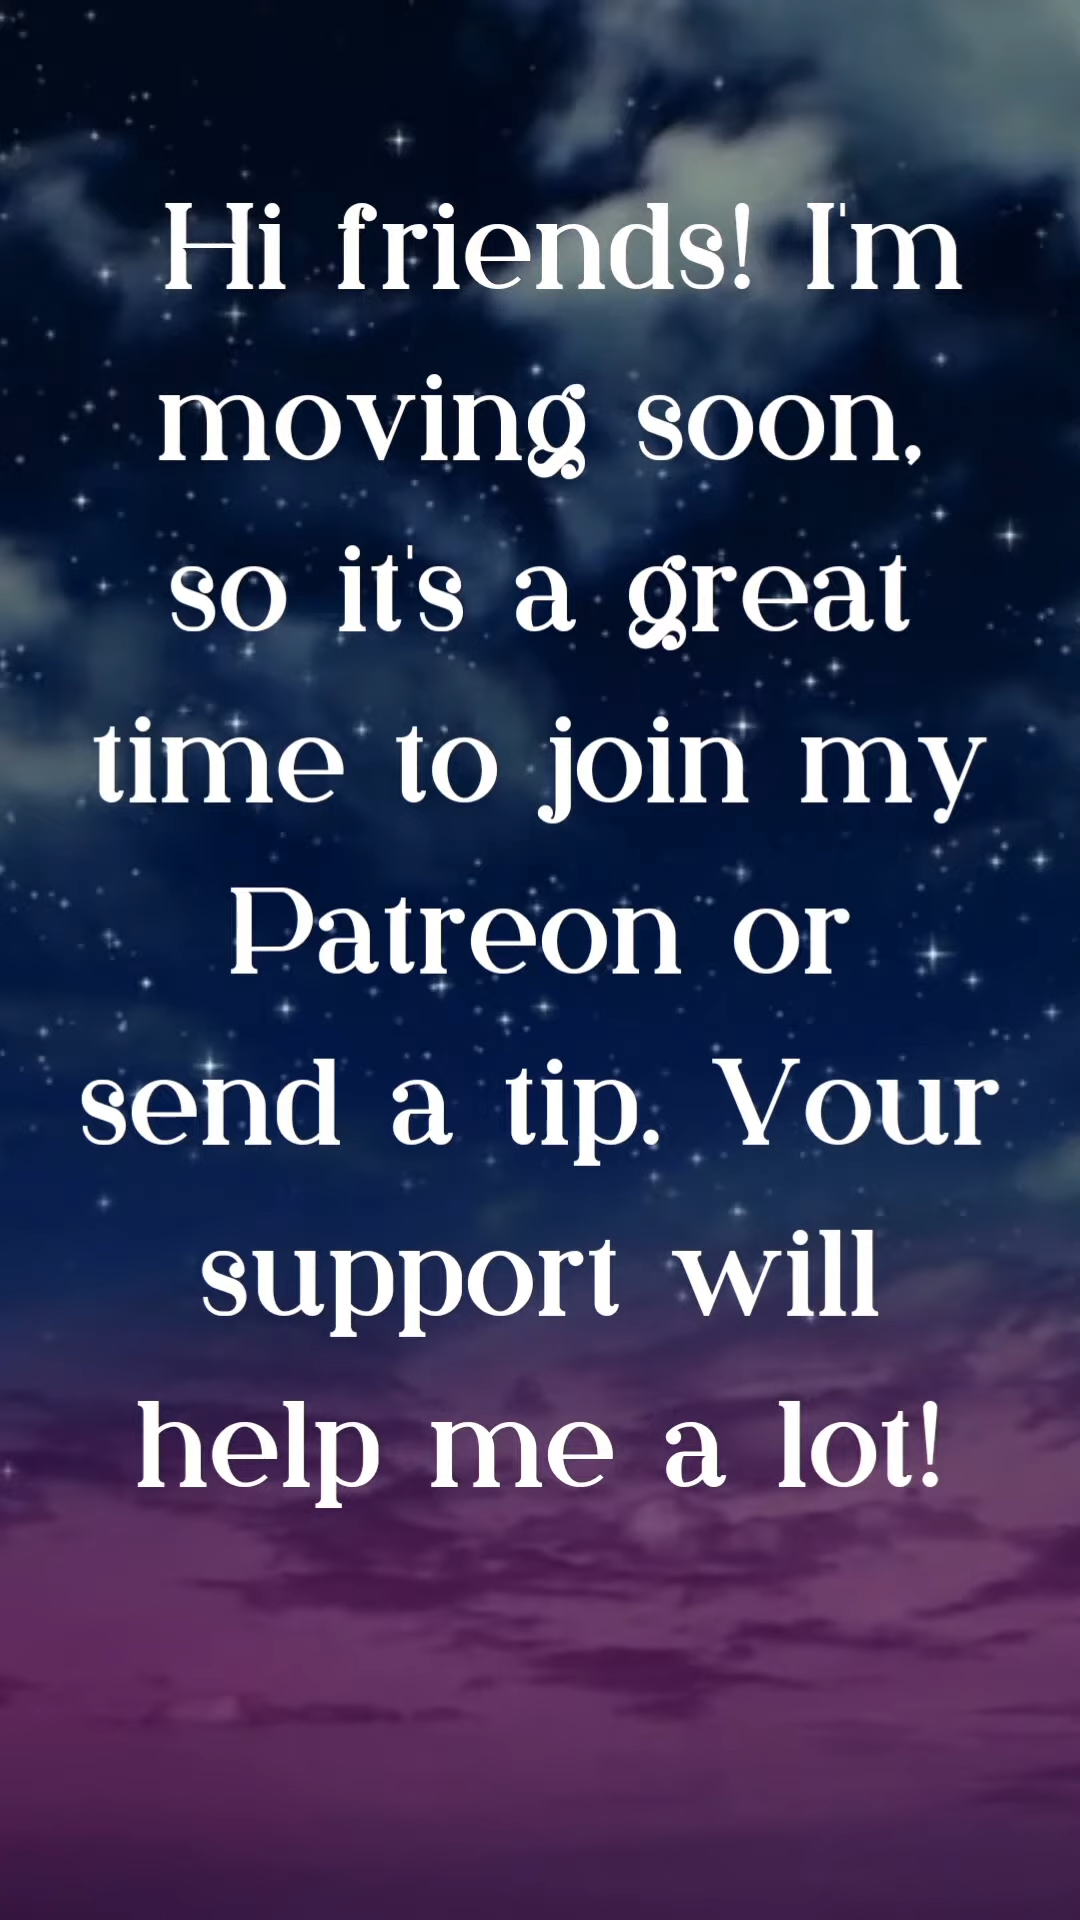 Hi friends! I'm
moving soon,
so it's a great
time to join my
Patreon or
send a tip. Your
support will
help me a lot!